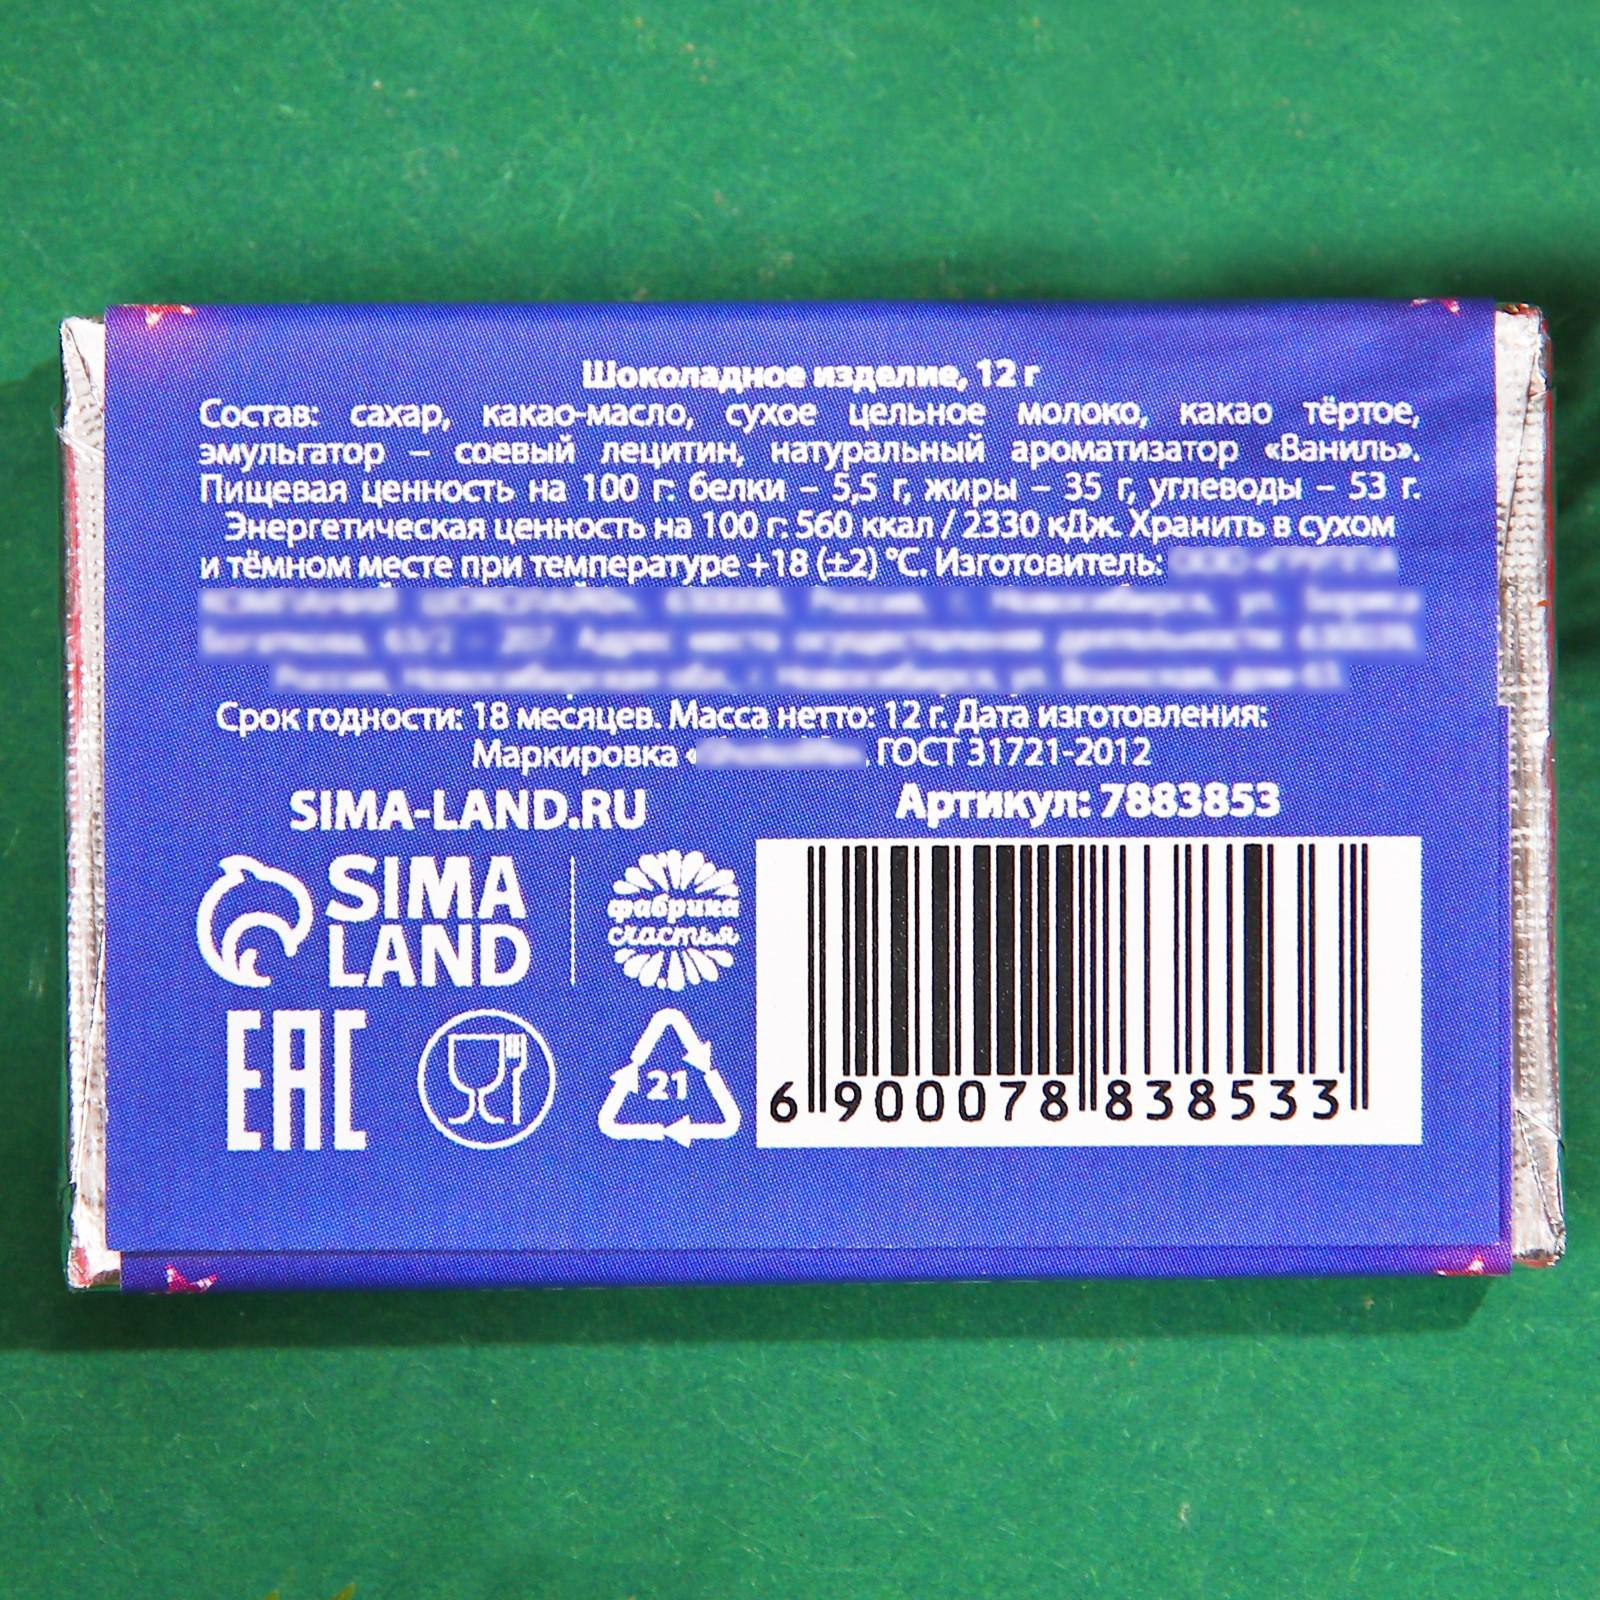 Шоколадное изделие, 12 г
Состав: сахар, какао-масло, сухое цельное молоко, какао тёртое,
эмульгатор – соевый лецитин, натуральный ароматизатор «Ваниль».
Пищевая ценность на 100 г: белки – 5,5 г, жиры – 35 г, углеводы – 53 г.
Энергетическая ценность на 100 г: 560 ккал / 2330 кДж. Хранить в сухом
и тёмном месте при температуре +18 (±2) °С. Изготовитель:
Срок годности: 18 месяцев. Масса нетто: 12 г. Дата изготовления:
Маркировка « ГОСТ 31721-2012
SIMA-LAND.RU
Артикул: 7883853
SIMA
LAND
фабрика
счастья
EAC
21
6 900078 838533